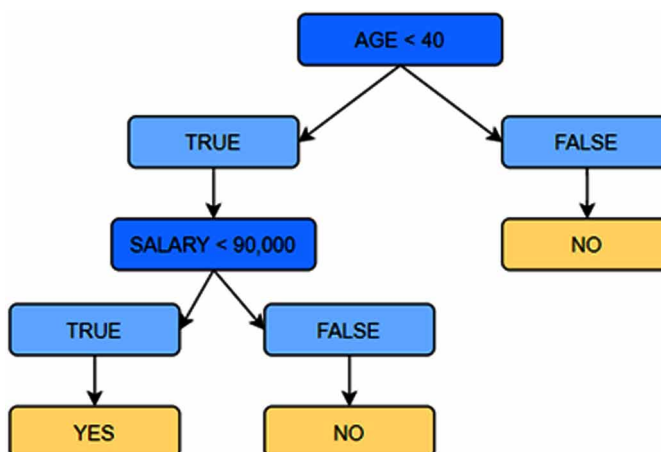 AGE < 40
TRUE
FALSE
SALARY < 90,000
NO
TRUE
FALSE
YES
NO